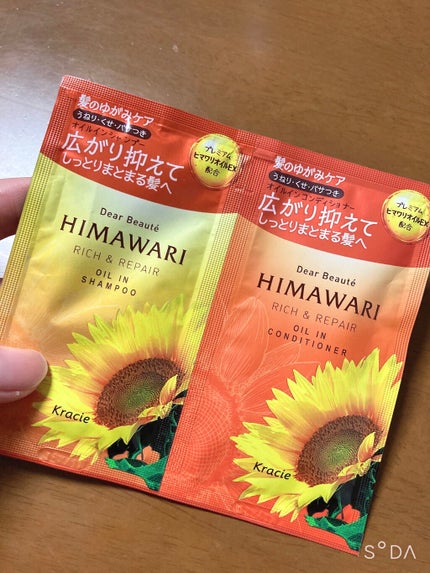 髪のゆがみケア
うねり・くせ・パサつき
オイルインシャンプー
広がり抑えて
しっとりまとまる髪へ
プレミアム
ヒマワリオイルEX
配合
Dear Beauté
HIMAWARI
RICH & REPAIR
OIL IN
SHAMPOO
Kracie
髪のゆがみケア
うねり・くせ・パサつき
オイルインコンディショナー
広がり抑えて
しっとりまとまる髪へ
プレミアム
ヒマワリオイルEX
配合
Dear Beauté
HIMAWARI
RICH & REPAIR
OIL IN
CONDITIONER
Kracie
SODA